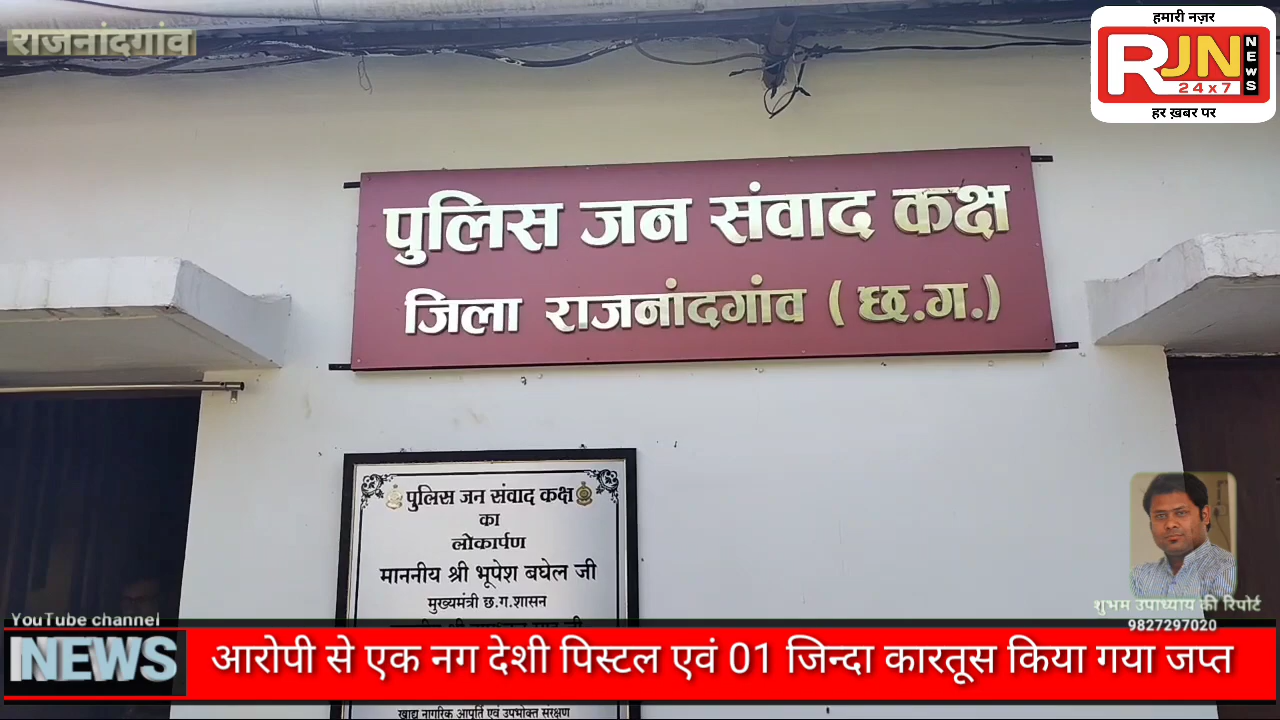 राजनांदगांव
हमारी नज़र
RJN
NEWS
24x7
हर ख़बर पर
पुलिस जन संवाद कक्ष
जिला राजनांदगांव ( छ.ग.)
पुलिस जन संवाद कक्ष
का
लोकार्पण
माननीय श्री भूपेश बघेल जी
मुख्यमंत्री छ.ग.शासन
खाद्य नागरिक आपूर्ति एवं उपभोक्त संरक्षण
शुभम उपाध्याय की रिपोर्ट
9827297020
YouTube channel
NEWS
आरोपी से एक नग देशी पिस्टल एवं 01 जिन्दा कारतूस किया गया जप्त